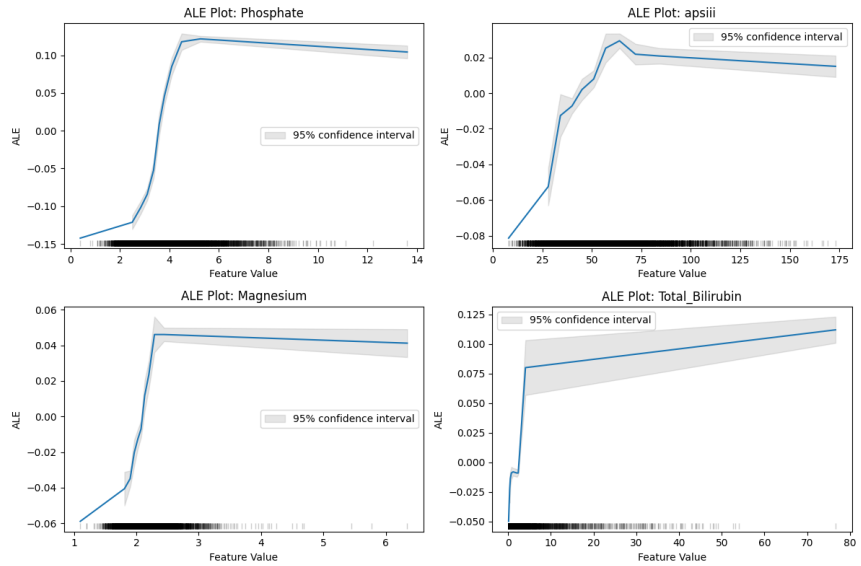 ALE Plot: Phosphate
0.10
0.05
0.00
−0.05
−0.10
−0.15
ALE
95% confidence interval
0 2 4 6 8 10 12 14
Feature Value
ALE Plot: apsiii
0.02
0.00
−0.02
−0.04
−0.06
−0.08
ALE
95% confidence interval
0 25 50 75 100 125 150 175
Feature Value
ALE Plot: Magnesium
0.06
0.04
0.02
0.00
−0.02
−0.04
−0.06
ALE
95% confidence interval
1 2 3 4 5 6
Feature Value
ALE Plot: Total_Bilirubin
0.125
0.100
0.075
0.050
0.025
0.000
−0.025
−0.050
ALE
95% confidence interval
0 10 20 30 40 50 60 70 80
Feature Value